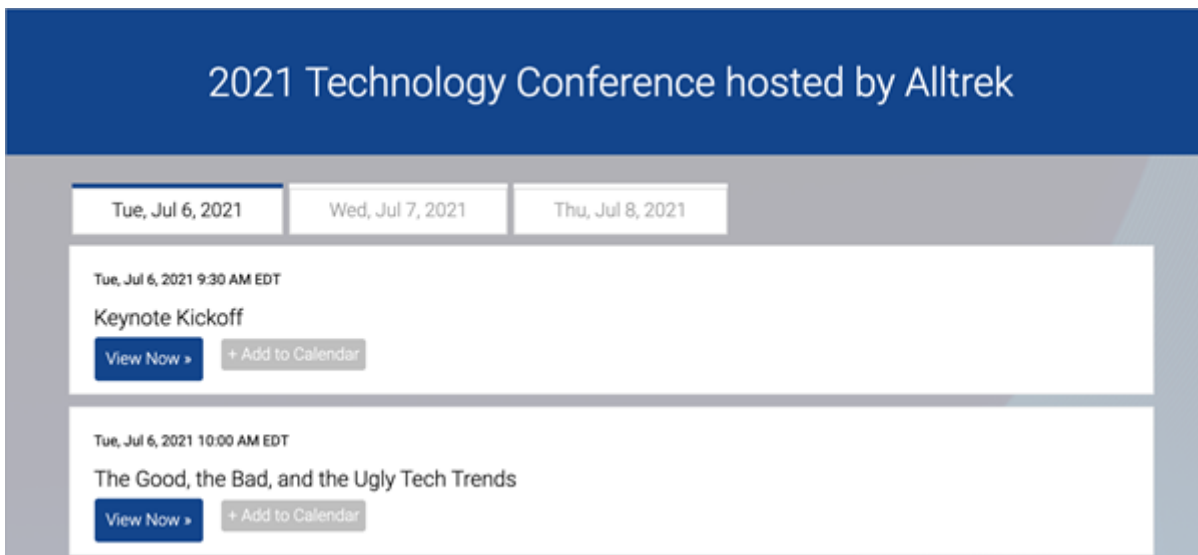 2021 Technology Conference hosted by Alltrek
Tue, Jul 6, 2021
Wed, Jul 7, 2021
Thu, Jul 8, 2021
Tue, Jul 6, 2021 9:30 AM EDT
Keynote Kickoff
View Now »
+ Add to Calendar
Tue, Jul 6, 2021 10:00 AM EDT
The Good, the Bad, and the Ugly Tech Trends
View Now »
+ Add to Calendar